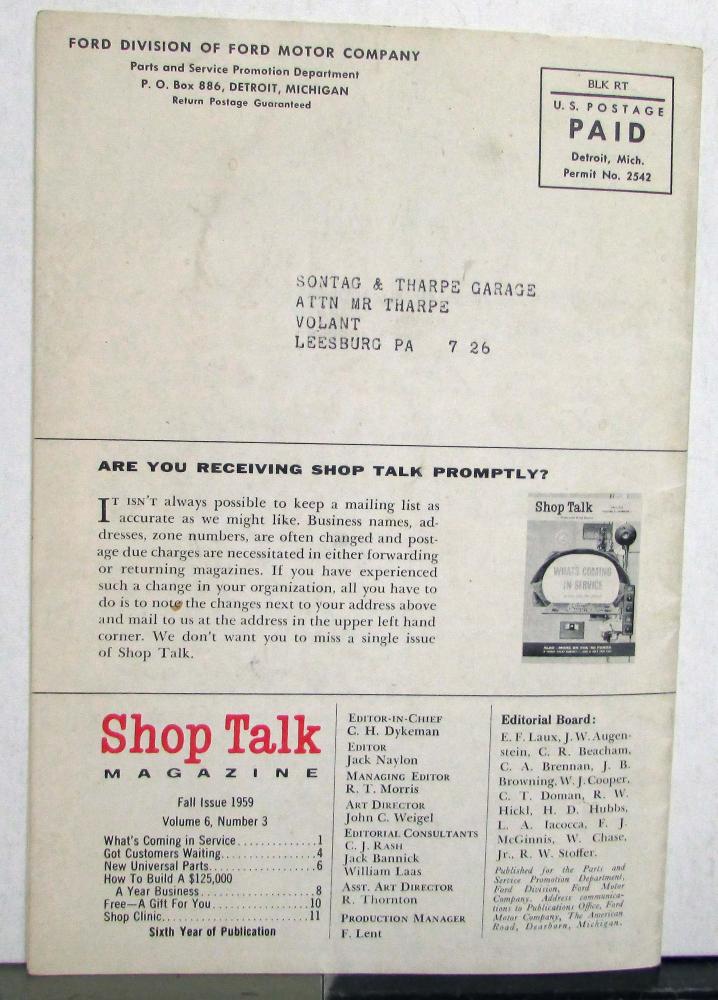 FORD DIVISION OF FORD MOTOR COMPANY
Parts and Service Promotion Department
P. O. Box 886, DETROIT, MICHIGAN
Return Postage Guaranteed
BLK RT
U. S. POSTAGE
PAID
Detroit, Mich.
Permit No. 2542
SONTAG & THARPE GARAGE
ATTN MR THARPE
VOLANT
LEESBURG PA 7 26
ARE YOU RECEIVING SHOP TALK PROMPTLY?
IT ISN'T always possible to keep a mailing list as
accurate as we might like. Business names, ad-
dresses, zone numbers, are often changed and post-
age due charges are necessitated in either forwarding
or returning magazines. If you have experienced
such a change in your organization, all you have to
do is to note the changes next to your address above
and mail to us at the address in the upper left hand
corner. We don't want you to miss a single issue
of Shop Talk.
Shop Talk
WHAT'S COMING
IN SERVICE
Shop Talk
MAGAZINE
Fall Issue 1959
Volume 6, Number 3
What's Coming in Service.............1
Got Customers Waiting...............4
New Universal Parts.................6
How To Build A $125,000
A Year Business....................8
Free—A Gift For You................10
Shop Clinic........................11
Sixth Year of Publication
EDITOR-IN-CHIEF
C. H. Dykeman
EDITOR
Jack Naylon
MANAGING EDITOR
R. T. Morris
ART DIRECTOR
John C. Weigel
EDITORIAL CONSULTANTS
C. J. RASH
Jack Bannick
William Laas
ASST. ART DIRECTOR
R. Thornton
PRODUCTION MANAGER
F. Lent
Editorial Board:
E. F. Laux, J. W. Augen-
stein, C. R. Beacham,
C. A. Brennan, J. B.
Browning, W. J. Cooper,
C. T. Doman, R. W.
Hickl, H. D. Hubbs,
L. A. Iacocca, F. J.
McGinnis, W. Chase,
Jr., R. W. Stoffer.
Published for the Parts and
Service Promotion Department,
Ford Division, Ford Motor
Company. Address communica-
tions to Publications Office, Ford
Motor Company, The American
Road, Dearborn, Michigan.